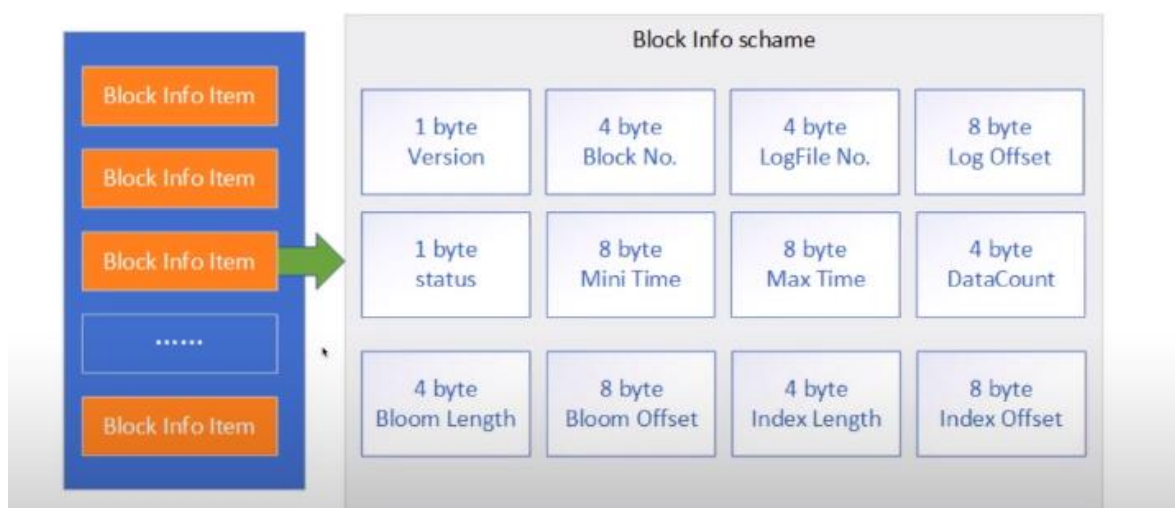 Block Info schame
Block Info Item
Block Info Item
Block Info Item
......
Block Info Item
1 byte
Version
4 byte
Block No.
4 byte
LogFile No.
8 byte
Log Offset
1 byte
status
8 byte
Mini Time
8 byte
Max Time
4 byte
DataCount
4 byte
Bloom Length
8 byte
Bloom Offset
4 byte
Index Length
8 byte
Index Offset